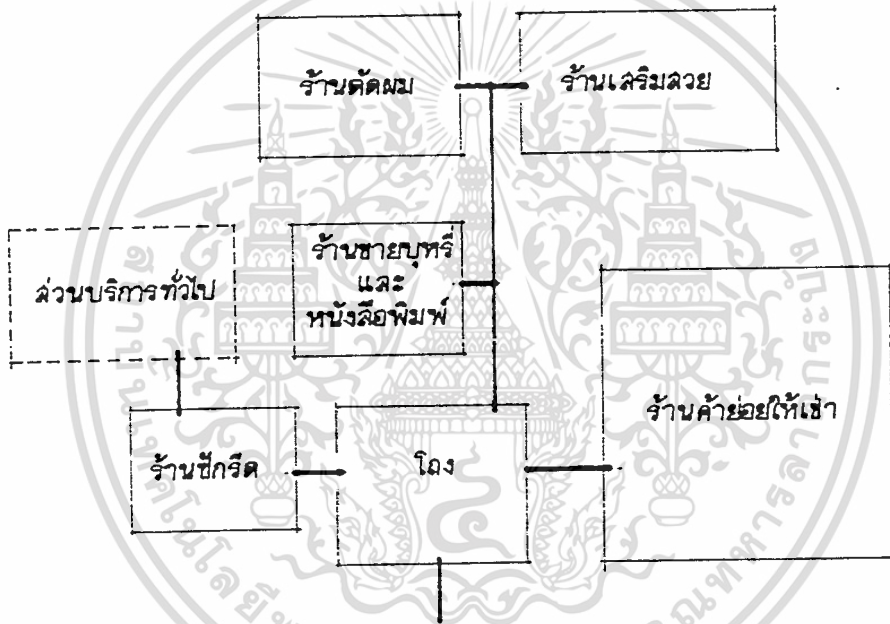 ร้านตัดผม
ร้านเสริมสวย
ร้านขายบุหรี่
และ
หนังสือพิมพ์
ส่วนบริการทั่วไป
ร้านค้าย่อยให้เช่า
ร้านซักรีด
โถง